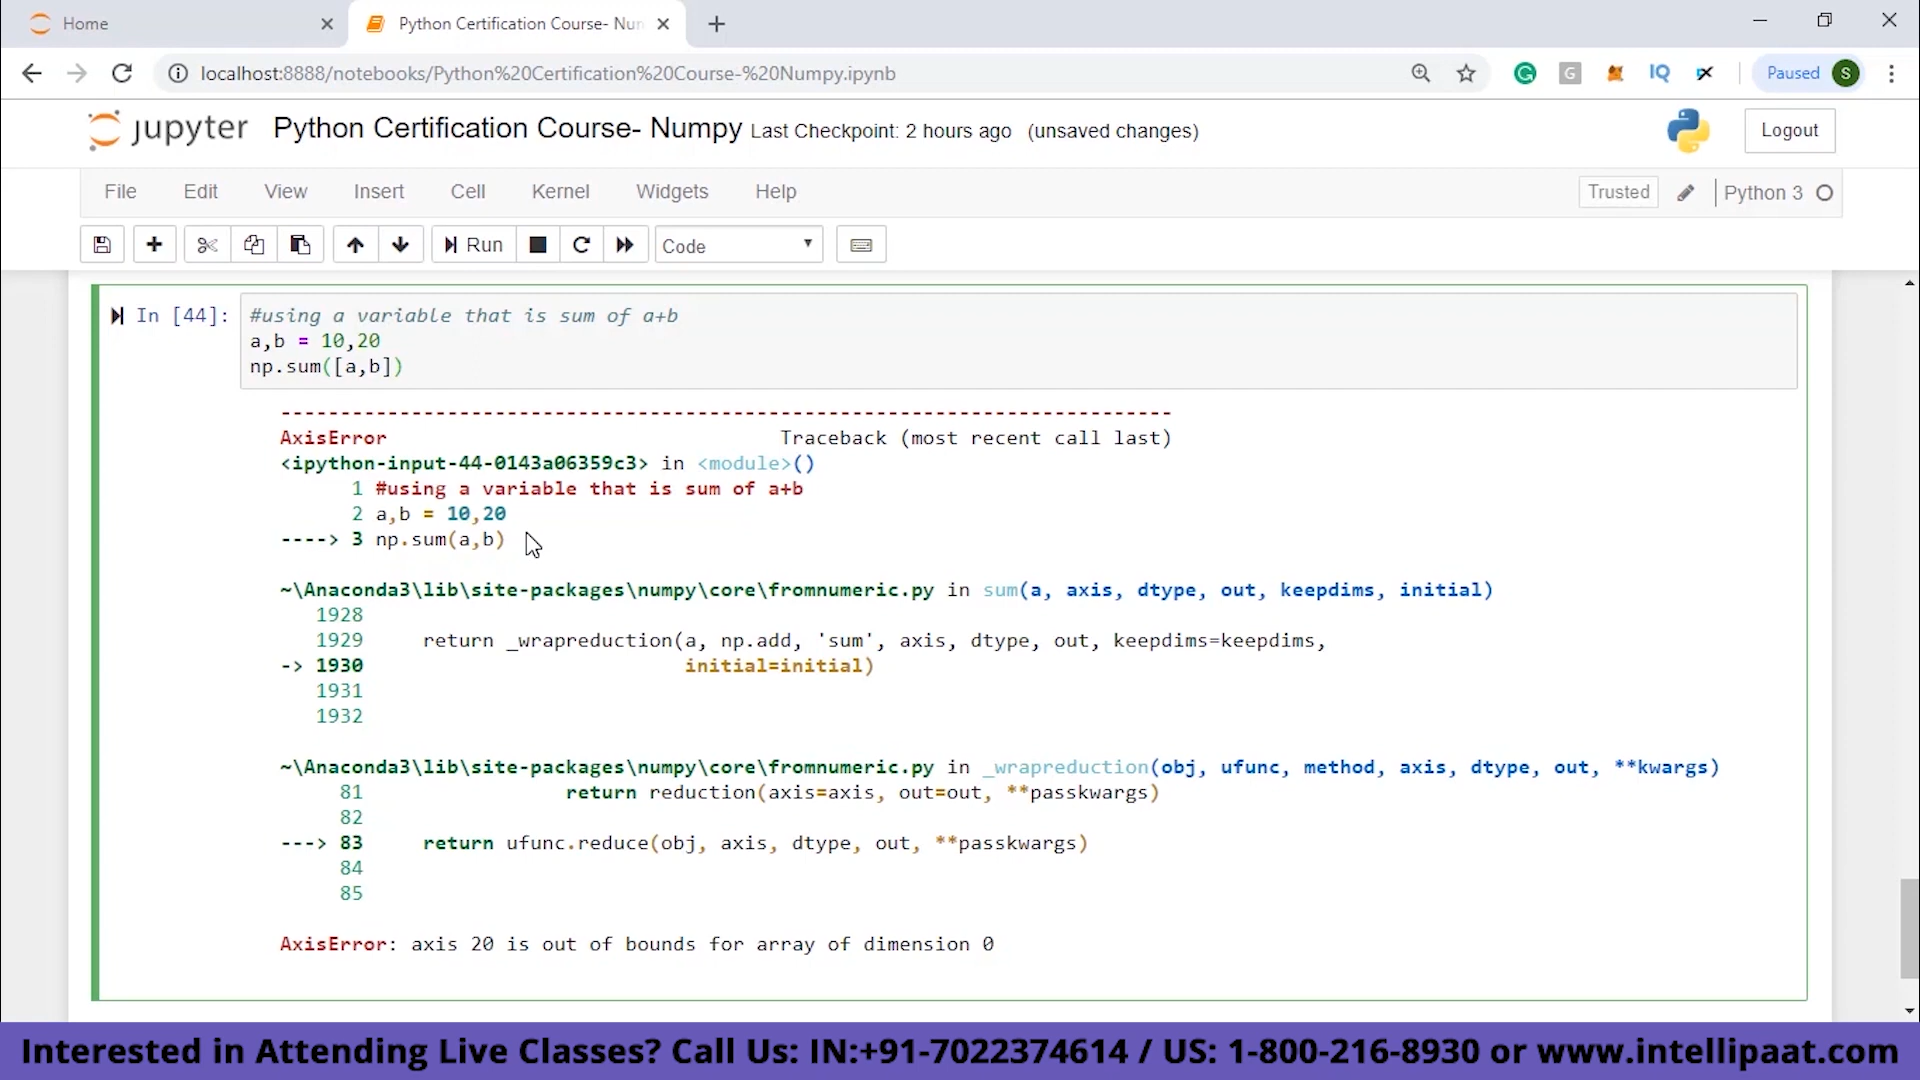 Home
Python Certification Course- Num
localhost:8888/notebooks/Python%20Certification%20Course-%20Numpy.ipynb
G
IQ
Paused
S
jupyter Python Certification Course- Numpy Last Checkpoint: 2 hours ago (unsaved changes)
Logout
File Edit View Insert Cell Kernel Widgets Help
Trusted
Python 3
Run
Code
In [44]:
#using a variable that is sum of a+b
a,b = 10,20
np.sum([a,b])
---------------------------------------------------------------------------
AxisError Traceback (most recent call last)
<ipython-input-44-0143a06359c3> in <module>()
1 #using a variable that is sum of a+b
2 a,b = 10,20
----> 3 np.sum(a,b)
~\Anaconda3\lib\site-packages\numpy\core\fromnumeric.py in sum(a, axis, dtype, out, keepdims, initial)
1928
1929 return _wrapreduction(a, np.add, 'sum', axis, dtype, out, keepdims=keepdims,
-> 1930 initial=initial)
1931
1932
~\Anaconda3\lib\site-packages\numpy\core\fromnumeric.py in _wrapreduction(obj, ufunc, method, axis, dtype, out, **kwargs)
81 return reduction(axis=axis, out=out, **passkwargs)
82
---> 83 return ufunc.reduce(obj, axis, dtype, out, **passkwargs)
84
85
AxisError: axis 20 is out of bounds for array of dimension 0
Interested in Attending Live Classes? Call Us: IN:+91-7022374614 / US: 1-800-216-8930 or www.intellipaat.com